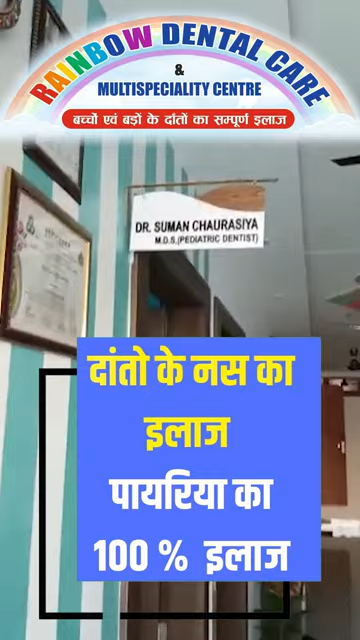 RAINBOW DENTAL CARE
&
MULTISPECIALITY CENTRE
बच्चों एवं बड़ों के दांतों का सम्पूर्ण इलाज
DR. SUMAN CHAURASIYA
M.D.S.(PEDIATRIC DENTIST)
दांतो के नस का
इलाज
पायरिया का
100 % इलाज